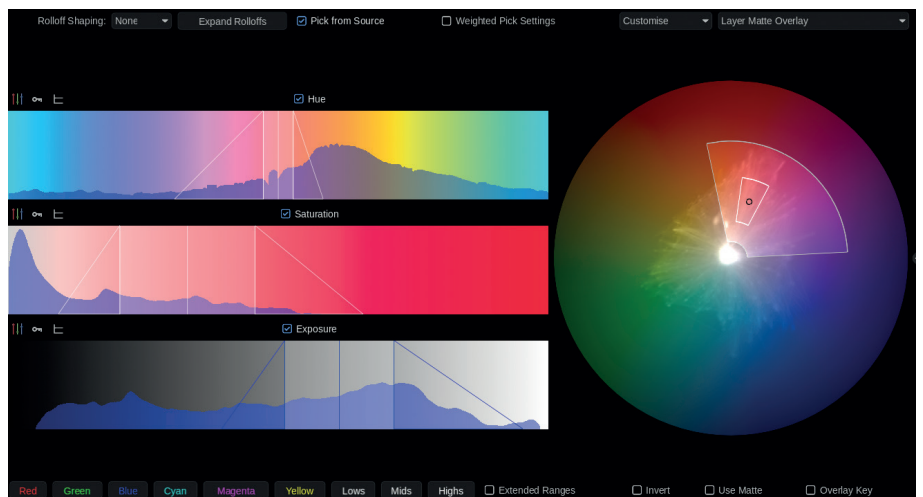 Rolloff Shaping: None Expand Rolloffs Pick from Source Weighted Pick Settings Customise Layer Matte Overlay
Hue
Saturation
Exposure
Red Green Blue Cyan Magenta Yellow Lows Mids Highs Extended Ranges Invert Use Matte Overlay Key